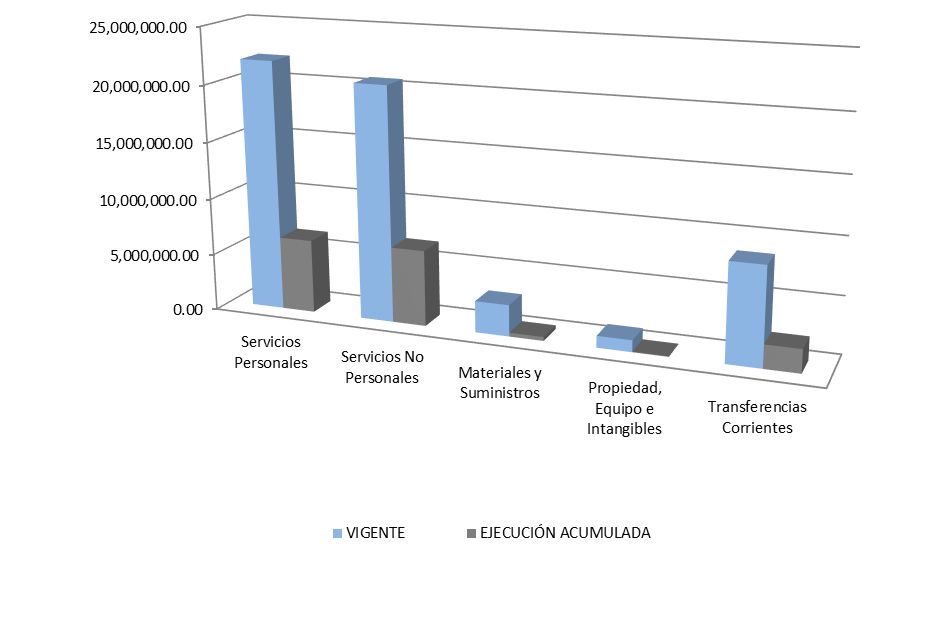 25,000,000.00
20,000,000.00
15,000,000.00
10,000,000.00
5,000,000.00
0.00
Servicios
Personales
Servicios No
Personales
Materiales y
Suministros
Propiedad,
Equipo e
Intangibles
Transferencias
Corrientes
VIGENTE
EJECUCIÓN ACUMULADA